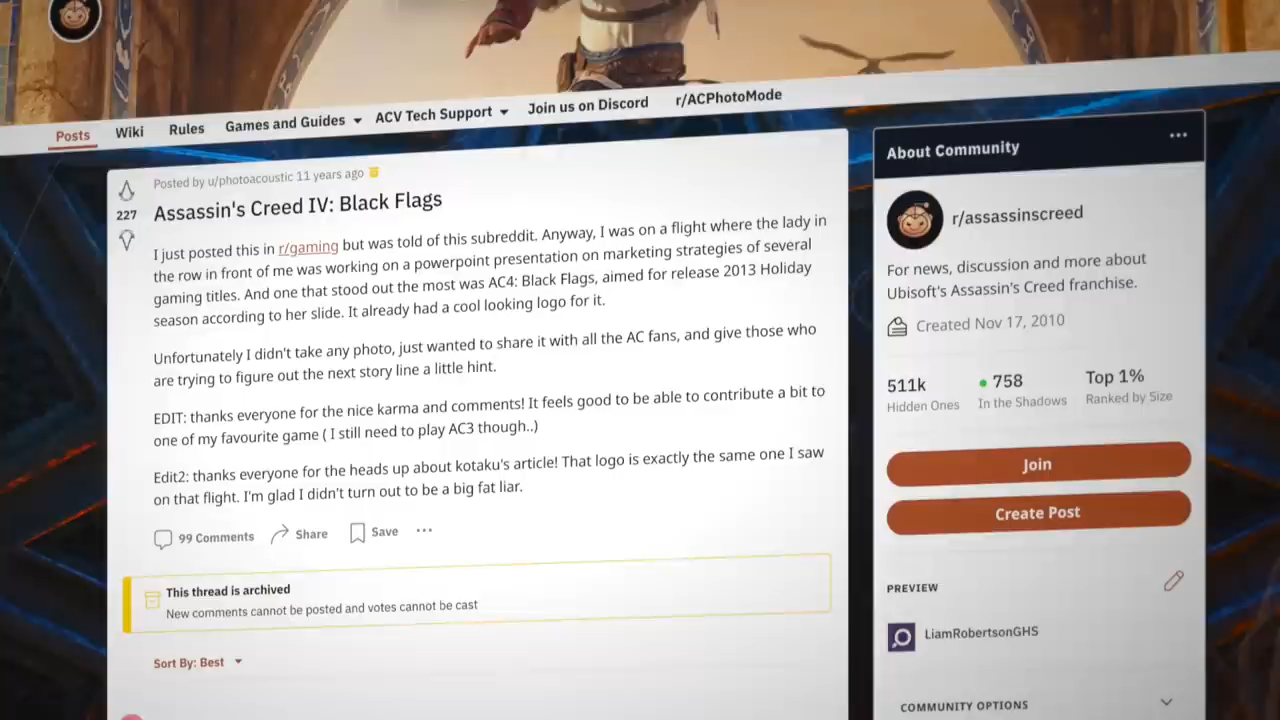 Posts Wiki Rules Games and Guides ACV Tech Support Join us on Discord r/ACPhotoMode
Posted by u/photoacoustic 11 years ago
227
Assassin's Creed IV: Black Flags
I just posted this in r/gaming but was told of this subreddit. Anyway, I was on a flight where the lady in
the row in front of me was working on a powerpoint presentation on marketing strategies of several
gaming titles. And one that stood out the most was AC4: Black Flags, aimed for release 2013 Holiday
season according to her slide. It already had a cool looking logo for it.
Unfortunately I didn't take any photo, just wanted to share it with all the AC fans, and give those who
are trying to figure out the next story line a little hint.
EDIT: thanks everyone for the nice karma and comments! It feels good to be able to contribute a bit to
one of my favourite game ( I still need to play AC3 though..)
Edit2: thanks everyone for the heads up about kotaku's article! That logo is exactly the same one I saw
on that flight. I'm glad I didn't turn out to be a big fat liar.
99 Comments Share Save ...
This thread is archived
New comments cannot be posted and votes cannot be cast
Sort By: Best
About Community
r/assassinscreed
For news, discussion and more about
Ubisoft's Assassin's Creed franchise.
Created Nov 17, 2010
511k 758 Top 1%
Hidden Ones In the Shadows Ranked by Size
Join
Create Post
PREVIEW
LiamRobertsonGHS
COMMUNITY OPTIONS